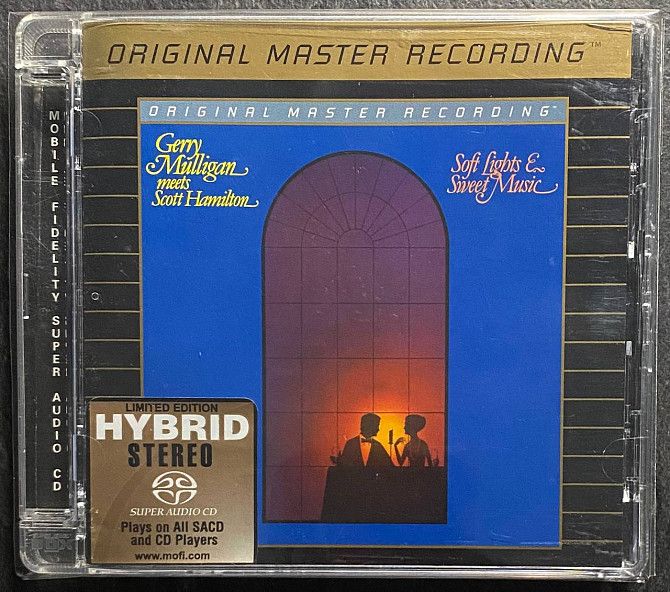 ORIGINAL MASTER RECORDING™
ORIGINAL MASTER RECORDING™
Gerry
Mulligan
meets
Scott Hamilton
Soft Lights &
Sweet Music
MOBILE FIDELITY SUPER AUDIO CD
LIMITED EDITION
HYBRID
STEREO
SUPER AUDIO CD
Plays on All SACD
and CD Players
www.mofi.com